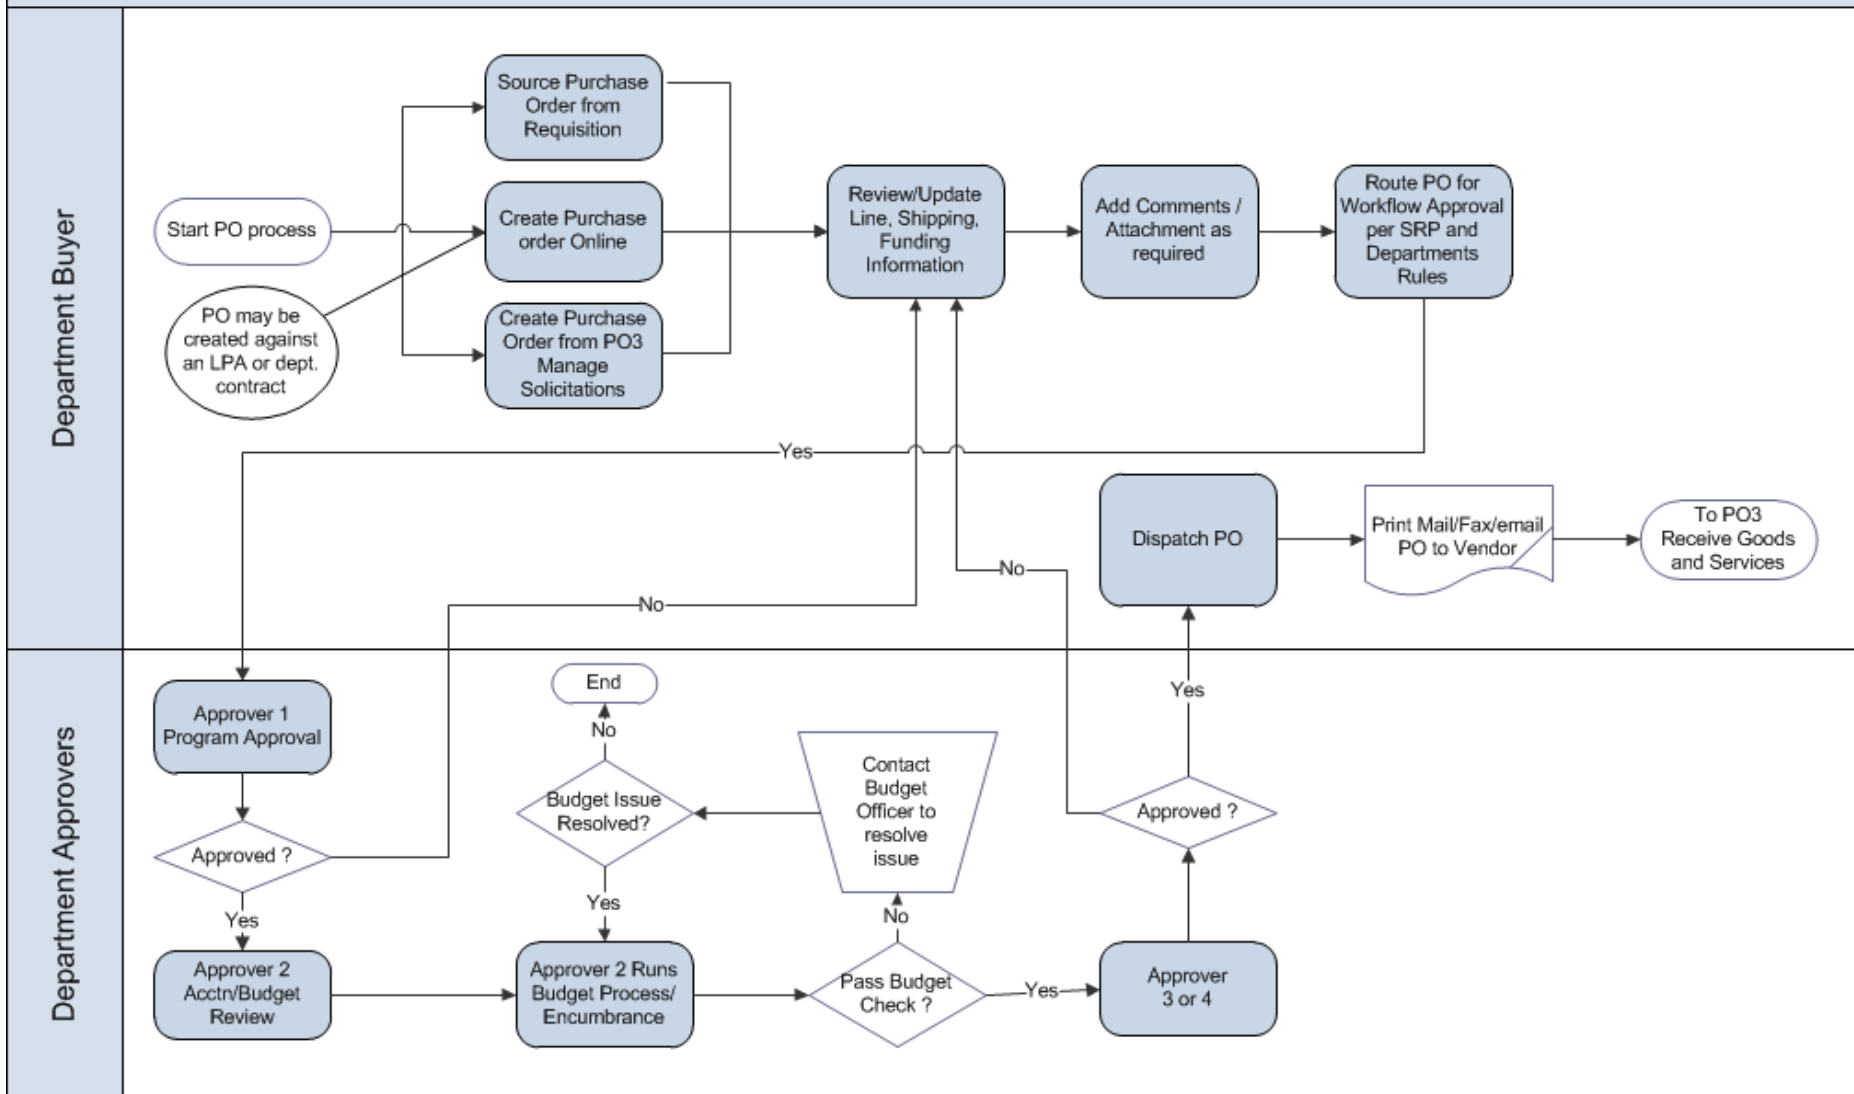 Department Buyer
Source Purchase
Order from
Requisition
Start PO process
Create Purchase
order Online
PO may be
created against
an LPA or dept.
contract
Create Purchase
Order from PO3
Manage
Solicitations
Review/Update
Line, Shipping,
Funding
Information
Add Comments /
Attachment as
required
Route PO for
Workflow Approval
per SRP and
Departments
Rules
Yes
Dispatch PO
Print Mail/Fax/email
PO to Vendor
To PO3
Receive Goods
and Services
No
No
Department Approvers
Approver 1
Program Approval
Approved ?
Yes
Approver 2
Acctn/Budget
Review
End
No
Budget Issue
Resolved?
Yes
Approver 2 Runs
Budget Process/
Encumbrance
Contact
Budget
Officer to
resolve
issue
No
Pass Budget
Check ?
Yes
Yes
Approved ?
Approver
3 or 4